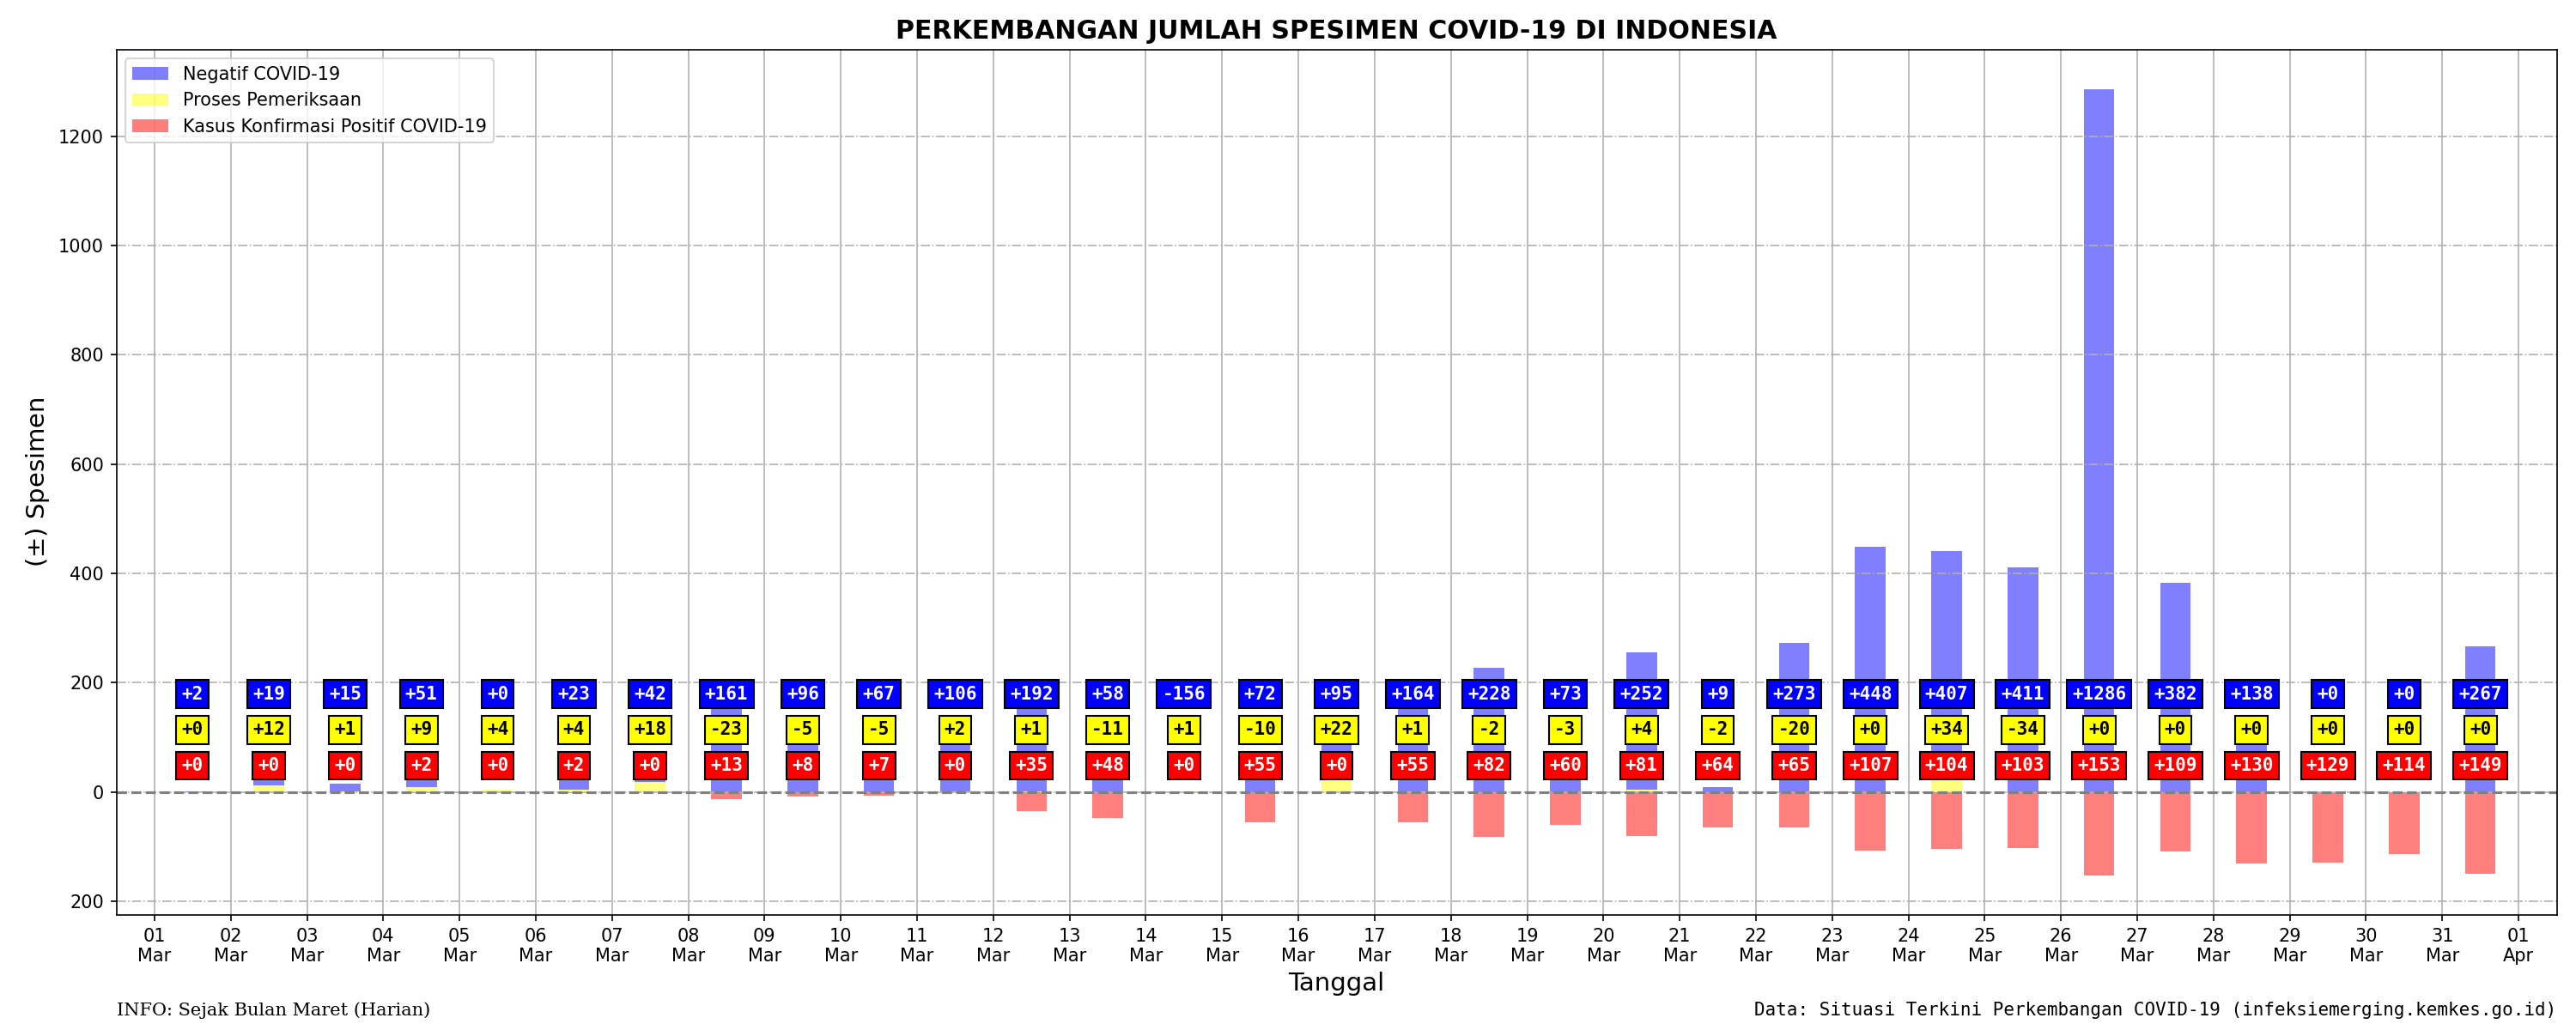 PERKEMBANGAN JUMLAH SPESIMEN COVID-19 DI INDONESIA
Negatif COVID-19
Proses Pemeriksaan
Kasus Konfirmasi Positif COVID-19
(±) Spesimen
1200
1000
800
600
400
200
0
200
+2 +19 +15 +51 +0 +23 +42 +161 +96 +67 +106 +192 +58 -156 +72 +95 +164 +228 +73 +252 +9 +273 +448 +407 +411 +1286 +382 +138 +0 +0 +267
+0 +12 +1 +9 +4 +4 +18 -23 -5 -5 +2 +1 -11 +1 -10 +22 +1 -2 -3 +4 -2 -20 +0 +34 -34 +0 +0 +0 +0 +0 +0
+0 +0 +0 +2 +0 +2 +0 +13 +8 +7 +0 +35 +48 +0 +55 +0 +55 +82 +60 +81 +64 +65 +107 +104 +103 +153 +109 +130 +129 +114 +149
01 02 03 04 05 06 07 08 09 10 11 12 13 14 15 16 17 18 19 20 21 22 23 24 25 26 27 28 29 30 31 01
Mar Mar Mar Mar Mar Mar Mar Mar Mar Mar Mar Mar Mar Mar Mar Mar Mar Mar Mar Mar Mar Mar Mar Mar Mar Mar Mar Mar Mar Mar Mar Apr
Tanggal
INFO: Sejak Bulan Maret (Harian)
Data: Situasi Terkini Perkembangan COVID-19 (infeksiemerging.kemkes.go.id)